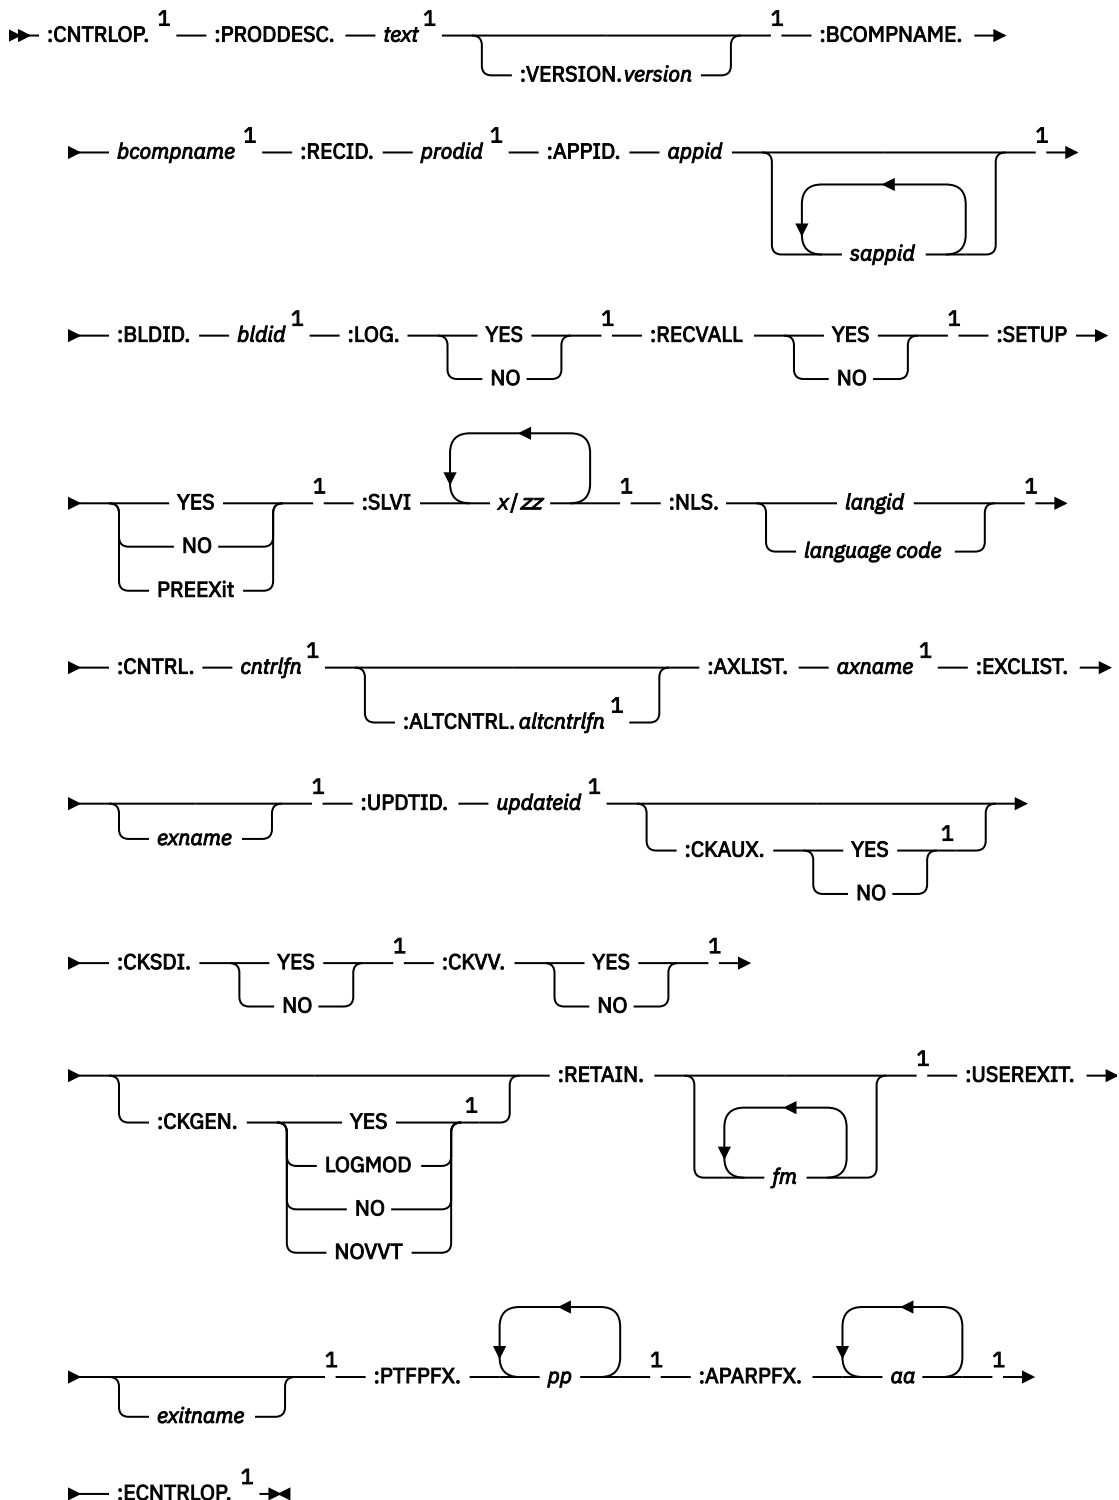 :CNTRLOP. 1 :PRODDESC. text 1 1 :BCOMPNAME.
:VERSION.version
bcompname 1 :RECID. prodid 1 :APPID. appid 1
sappid
:BLDID. bldid 1 :LOG. YES 1 :RECVALL YES 1 :SETUP
NO NO
YES 1 :SLVI x/zz 1 :NLS. langid 1
NO language code
PREEXit
:CNTRL. cntrlfn 1 :AXLIST. axname 1 :EXCLIST.
:ALTCNTRL. altcntrlfn 1
1 :UPDTID. updateid 1
exname :CKAUX. YES 1
NO
:CKSDI. YES 1 :CKVV. YES 1
NO NO
:RETAIN. 1 :USEREXIT.
:CKGEN. YES 1
LOGMOD
fm
NO
NOVVT
1 :PTFPFX. pp 1 :APARPFX. aa 1
exitname
:ECNTRLOP. 1